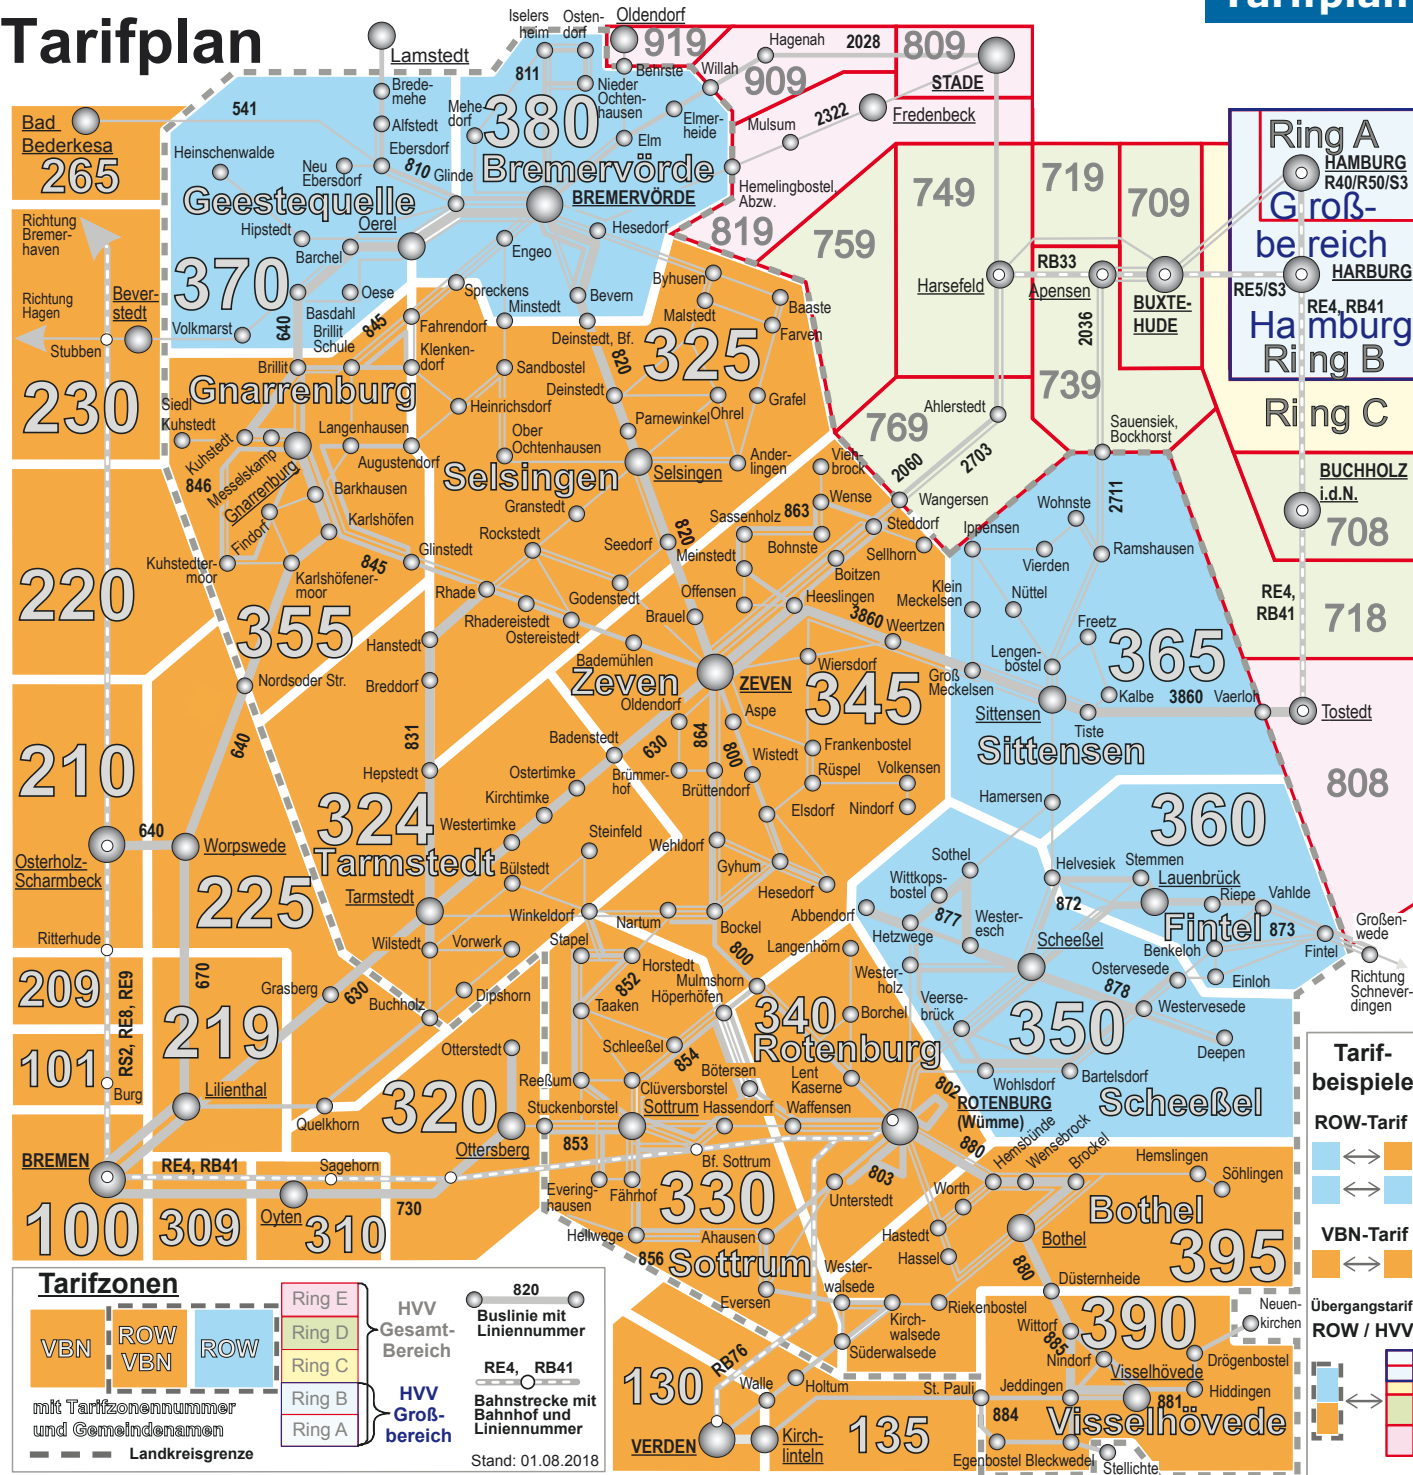 Tarifplan
Tarifplan
Lamstedt
Iselers
heim
Osten-
dorf
Oldendorf
919
Behrste
Willah
Hagenah
2028
809
STADE
909
2322
Fredenbeck
Mulsum
Hemelingbostel,
Abzw.
819
541
Bad
Bederkesa
265
Brede-
mehe
Alfstedt
Ebersdorf
Neu
Ebersdorf
Heinschenwalde
810
Glinde
Geestequelle
Oerel
Hipstedt
Barchel
370
Oese
Basdahl
Volkmarst
640
Brillit
Schule
845
811
Mehe-
dorf
380
Nieder
Ochten-
hausen
Elmer-
heide
Elm
Bremervörde
BREMERVÖRDE
Hesedorf
Engeo
Spreckens
Minstedt
Bevern
Deinstedt, Bf.
Richtung
Bremer-
haven
Richtung
Hagen
Bever-
stedt
Stubben
230
220
210
Ring A
HAMBURG
R40/R50/S3
Groß-
bereich
HARBURG
RE5/S3
RE4, RB41
Hamburg
Ring B
Ring C
749
719
709
759
Harsefeld
RB33
Apensen
BUXTE-
HUDE
2036
739
769
Ahlerstedt
2060
2703
Wangersen
Sauensiek,
Bockhorst
2711
BUCHHOLZ
i.d.N.
708
RE4,
RB41
718
Tostedt
808
Byhusen
Malstedt
Baaste
Farven
325
820
Deinstedt
Parnewinkel
Ohrel
Grafel
Ander-
lingen
Selsingen
Selsingen
Fahrendorf
Klenken-
dorf
Sandbostel
Heinrichsdorf
Ober
Ochtenhausen
Granstedt
Rockstedt
Seedorf
820
Rhade
Rhadereistedt
Ostereistedt
Godenstedt
Brillit
Gnarrenburg
Siedl
Kuhstedt
Kuhstedt
Messelskamp
Gnarrenburg
846
Langenhausen
Augustendorf
Barkhausen
Findorf
Karlshöfen
Kuhstedter-
moor
Karlshöfener-
moor
845
Glinstedt
355
Nordsoder Str.
Hanstedt
Breddorf
831
Hepstedt
324
Tarmstedt
Tarmstedt
Wilstedt
Vorwerk
Buchholz
Dipshorn
Badenstedt
Ostertimke
Kirchtimke
Westertimke
Steinfeld
Bülstedt
Winkeldorf
Vier-
brock
Wense
863
Sassenholz
Bohnste
Steddorf
Sellhorn
Meinstedt
Boitzen
Offensen
Heeslingen
Brauel
3860
Weertzen
Bademühlen
Zeven
ZEVEN
Wiersdorf
345
Oldendorf
Aspe
630
864
800
Wistedt
Frankenbostel
Rüspel
Volkensen
Brümmer-
hof
Brüttendorf
Elsdorf
Nindorf
Wehldorf
Gyhum
Hesedorf
Nartum
Bockel
800
Ippensen
Wohnste
Vierden
Ramshausen
Klein
Meckelsen
Nüttel
Freetz
365
Lengen-
bostel
Groß
Meckelsen
Kalbe
3860
Vaerloh
Sittensen
Tiste
Sittensen
Hamersen
360
Helvesiek
Stemmen
Lauenbrück
Riepe
Vahlde
872
Fintel
873
Fintel
Benkeloh
Einloh
Großen-
wede
Richtung
Schnever-
dingen
Sothel
Wittkops-
bostel
877
Abbendorf
Hetzwege
Wester-
esch
Scheeßel
Wester-
holz
Veerse-
brück
Ostervesede
878
Westervesede
350
Deepen
Wohlsdorf
Bartelsdorf
Scheeßel
640
640
Worpswede
Osterholz-
Scharmbeck
225
Ritterhude
209
RS2, RE8, RE9
670
Grasberg
630
219
101
Burg
Lilienthal
Quelkhorn
BREMEN
RE4, RB41
Sagehorn
100
309
Oyten
310
730
320
Otterstedt
Ottersberg
Stapel
Horstedt
852
Taaken
Mulmshorn
Höperhöfen
Schleeßel
854
Reeßum
Clüversborstel
Bötersen
Stuckenborstel
Sottrum
Hassendorf
Waffensen
853
Bf. Sottrum
Evering-
hausen
Fährhof
330
Hellwege
856
Ahausen
Sottrum
Eversen
Langenhörn
340
Borchel
Rotenburg
Lent
Kaserne
802
ROTENBURG
(Wümme)
803
880
Unterstedt
Hemsbünde
Wensebrock
Brockel
Hemslingen
Söhlingen
Worth
Bothel
Hastedt
Hassel
Bothel
395
880
Düsternheide
Wester-
walsede
Kirch-
walsede
Riekenbostel
Süderwalsede
390
Wittorf
885
Nindorf
Visselhövede
Drögenbostel
Neuen-
kirchen
St. Pauli
Jeddingen
881
Hiddingen
884
Visselhövede
Egenbostel
Bleckwedel
Stellichte
130
RB76
Walle
Holtum
VERDEN
Kirch-
linteln
135
Tarifzonen
VBN
ROW
VBN
ROW
mit Tarifzonennummer
und Gemeindenamen
Landkreisgrenze
Ring E
Ring D
Ring C
Ring B
Ring A
HVV
Gesamt-
Bereich
HVV
Groß-
bereich
820
Buslinie mit
Liniennummer
RE4, RB41
Bahnstrecke mit
Bahnhof und
Liniennummer
Stand: 01.08.2018
Tarif-
beispiele
ROW-Tarif
VBN-Tarif
Übergangstarif
ROW / HVV